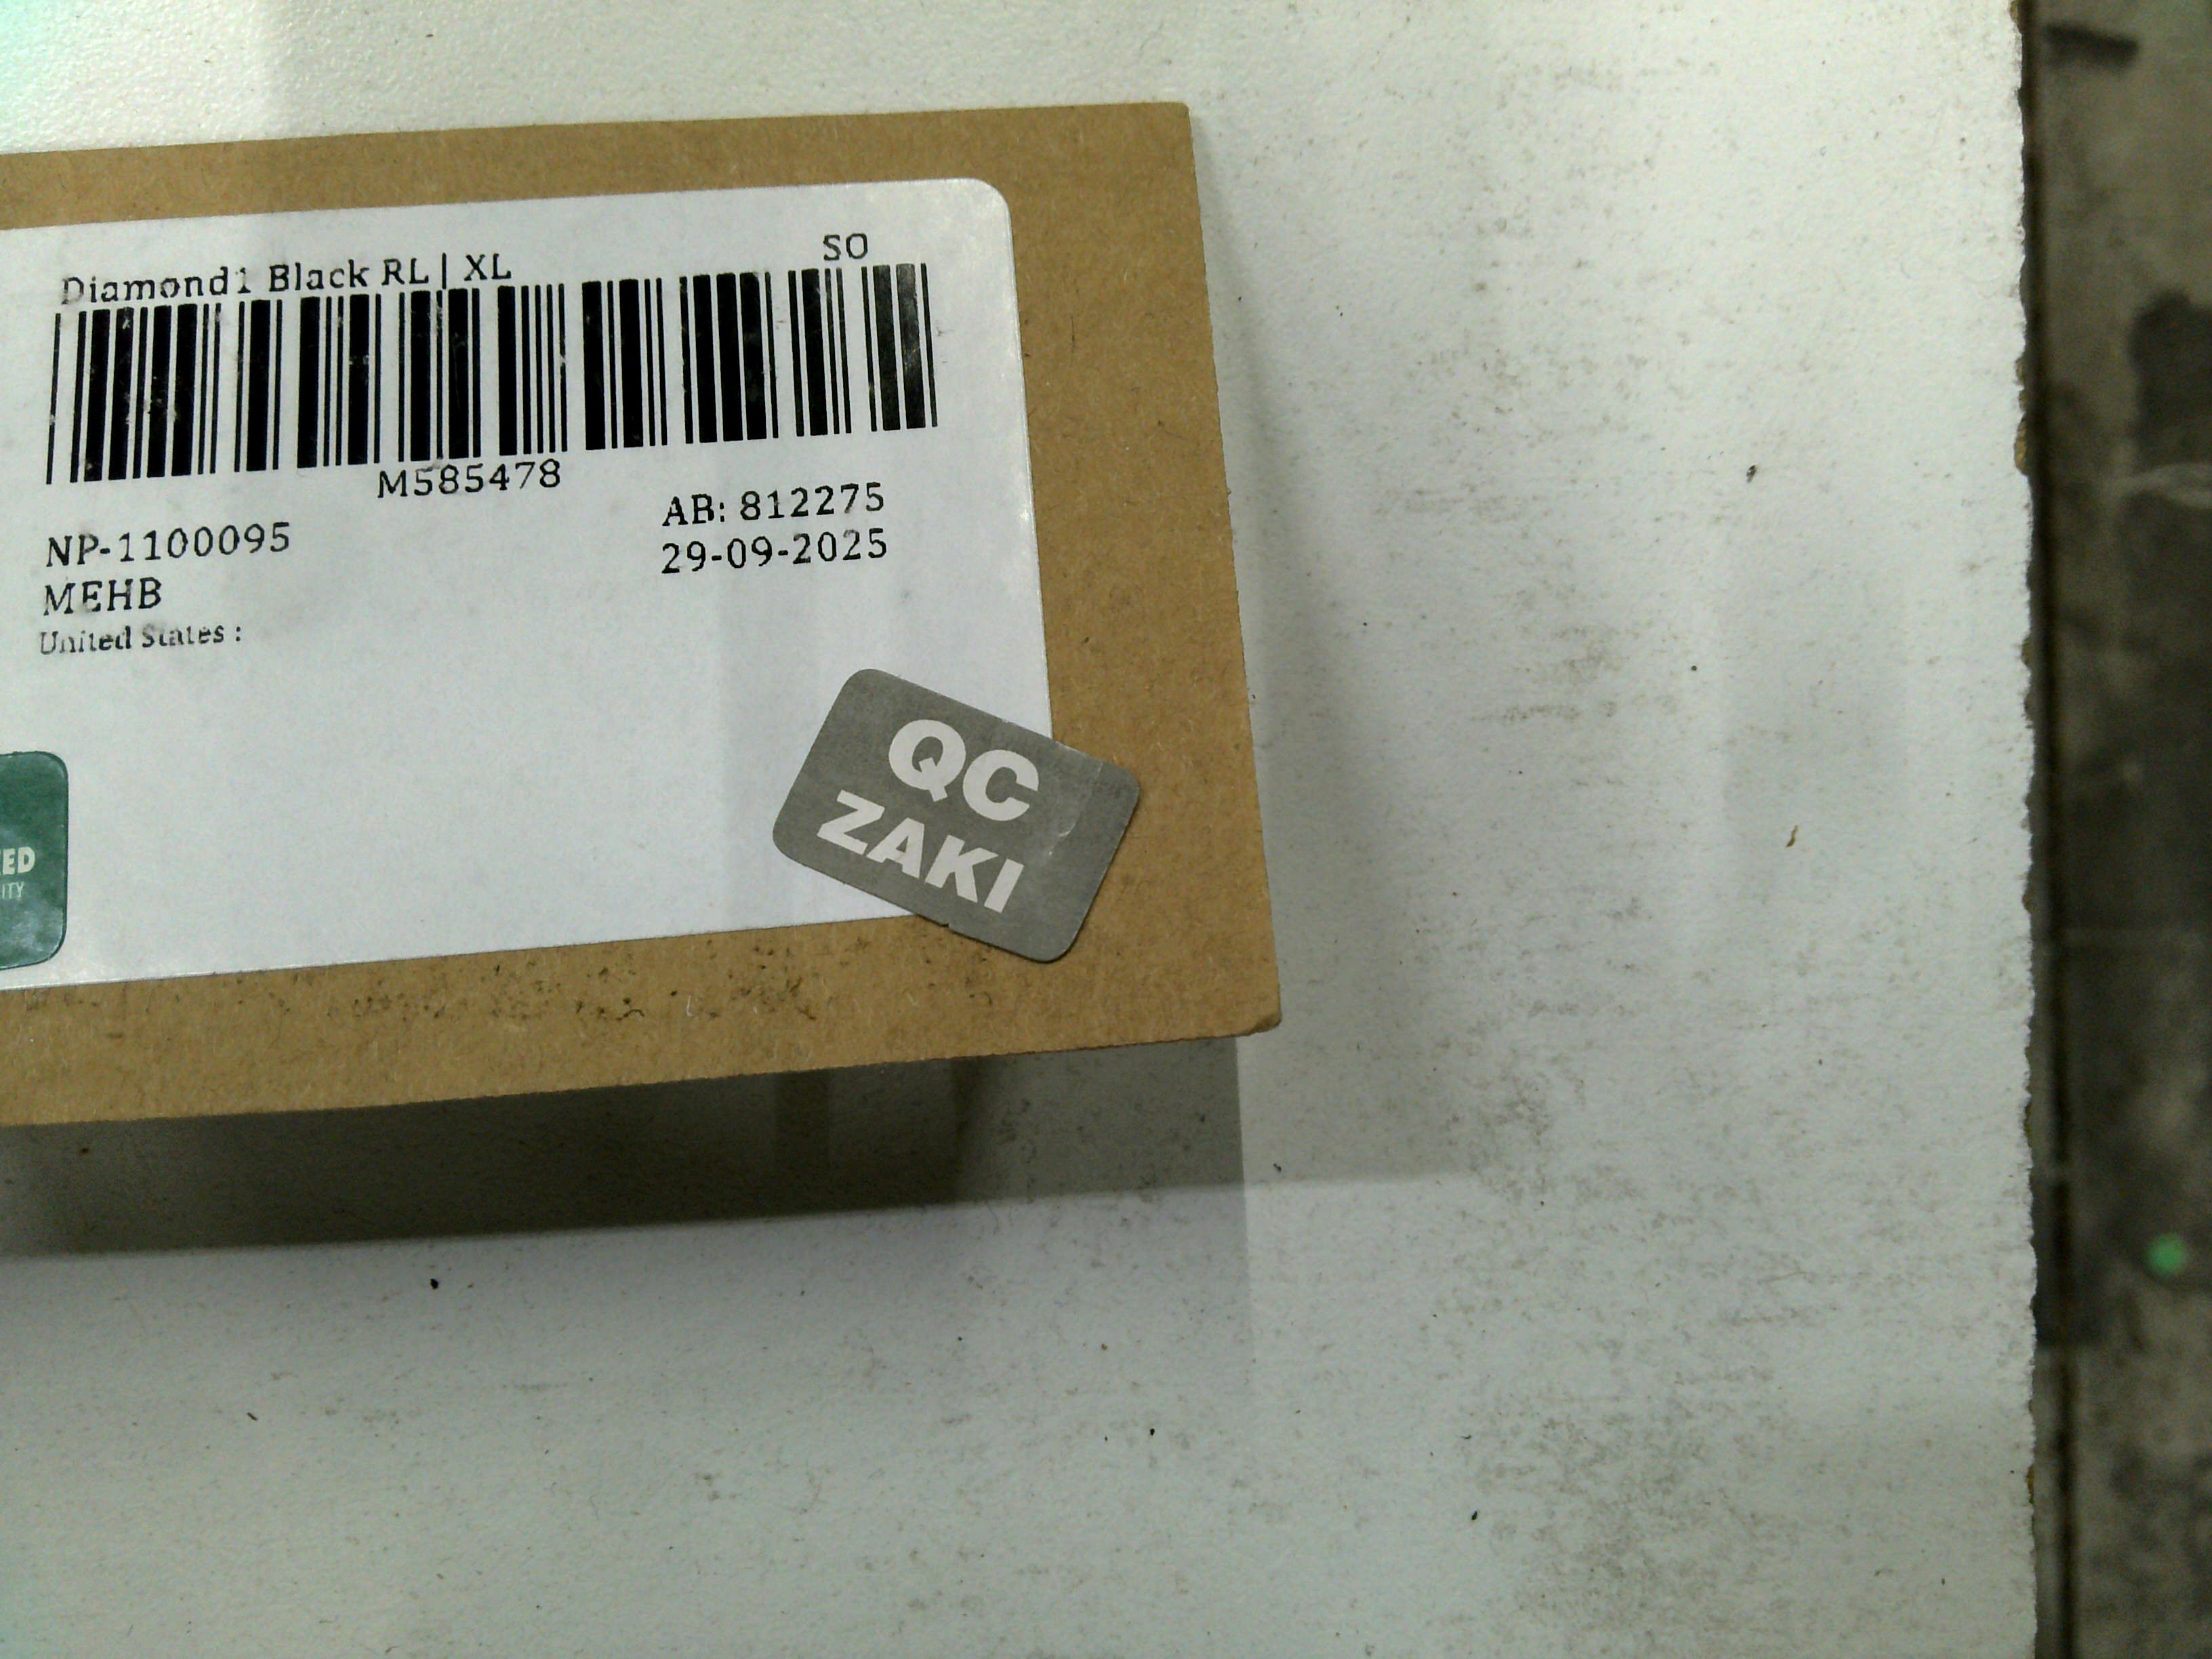 Diamond1 Black RL | XL
SO
M585478
AB: 812275
NP-1100095
29-09-2025
MEHB
United States :
QC
ZAKI
ED
ITY